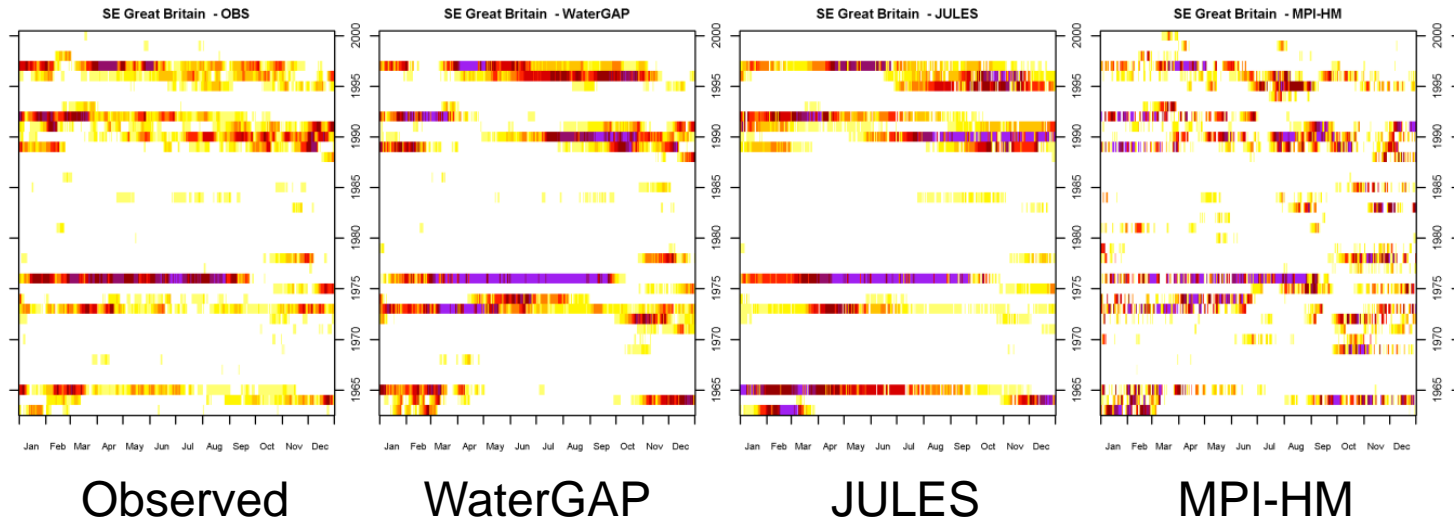 SE Great Britain - OBS
SE Great Britain - WaterGAP
SE Great Britain - JULES
SE Great Britain - MPI-HM
2000
1995
1990
1985
1980
1975
1970
1965
2000
1995
1990
1985
1980
1975
1970
1965
2000
1995
1990
1985
1980
1975
1970
1965
2000
1995
1990
1985
1980
1975
1970
1965
Jan Feb Mar Apr May Jun Jul Aug Sep Oct Nov Dec
Jan Feb Mar Apr May Jun Jul Aug Sep Oct Nov Dec
Jan Feb Mar Apr May Jun Jul Aug Sep Oct Nov Dec
Jan Feb Mar Apr May Jun Jul Aug Sep Oct Nov Dec
Observed
WaterGAP
JULES
MPI-HM